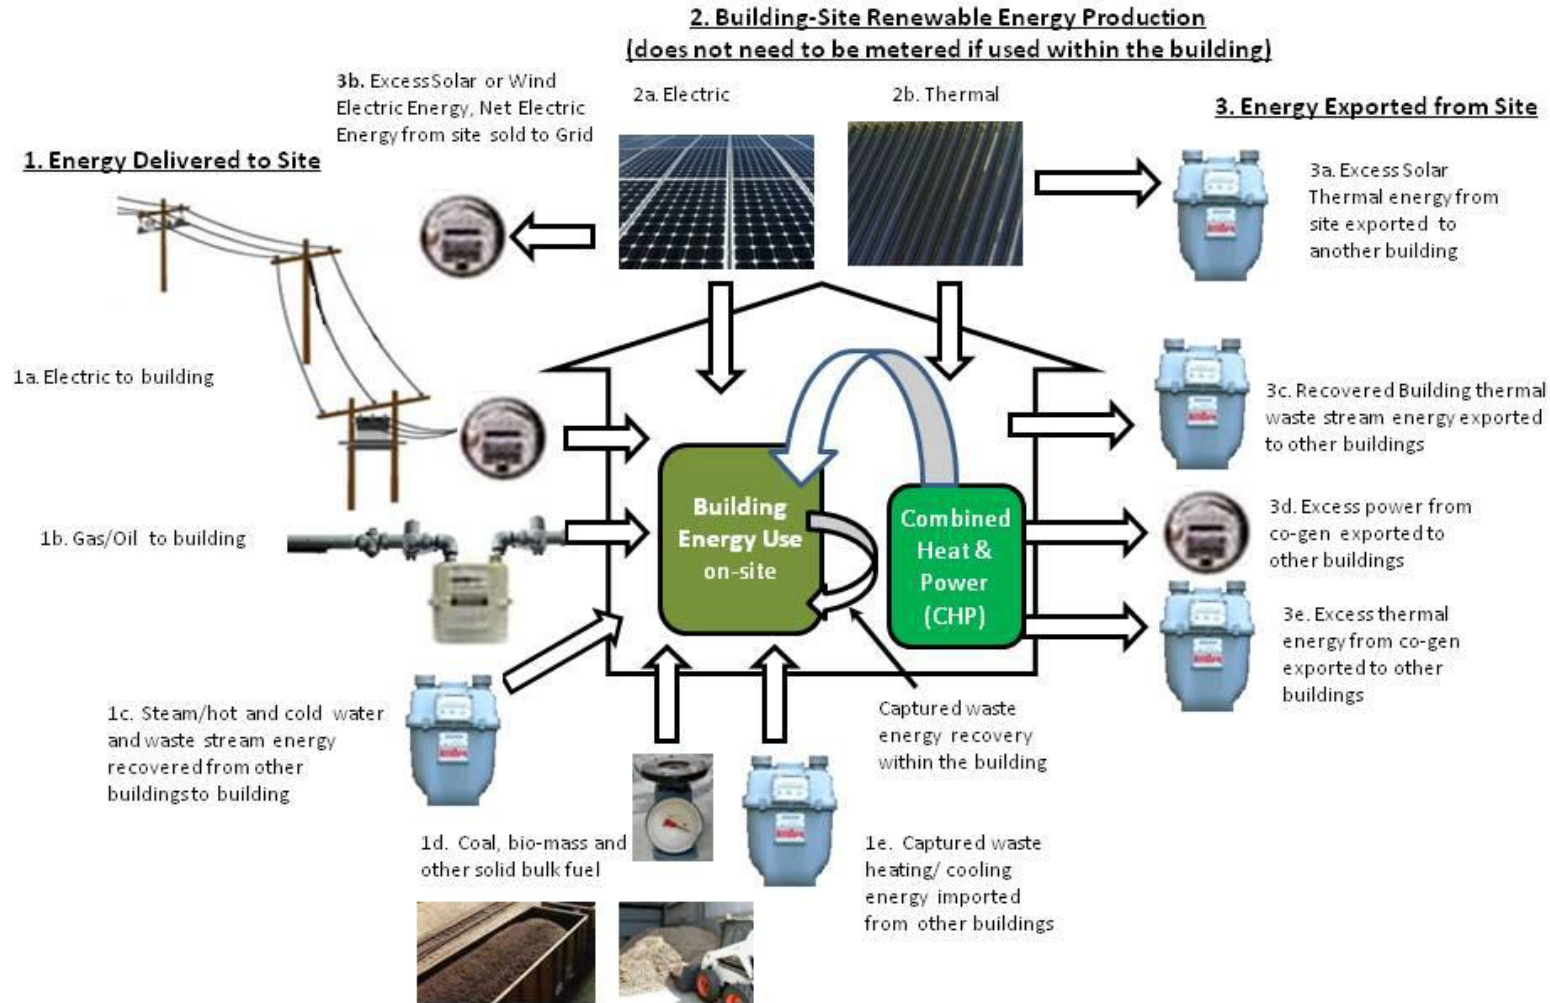 2. Building-Site Renewable Energy Production
(does not need to be metered if used within the building)
3b. Excess Solar or Wind
Electric Energy, Net Electric
Energy from site sold to Grid
2a. Electric
2b. Thermal
3. Energy Exported from Site
1. Energy Delivered to Site
3a. Excess Solar
Thermal energy from
site exported to
another building
1a. Electric to building
3c. Recovered Building thermal
waste stream energy exported
to other buildings
1b. Gas/Oil to building
Building
Energy Use
on-site
Combined
Heat &
Power
(CHP)
3d. Excess power from
co-gen exported to
other buildings
3e. Excess thermal
energy from co-gen
exported to other
buildings
1c. Steam/hot and cold water
and waste stream energy
recovered from other
buildings to building
Captured waste
energy recovery
within the building
1d. Coal, bio-mass and
other solid bulk fuel
1e. Captured waste
heating/ cooling
energy imported
from other buildings